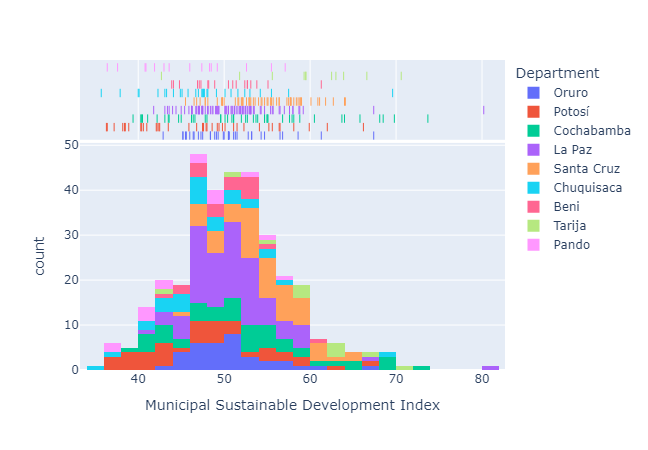 Department
Oruro
Potosí
Cochabamba
La Paz
Santa Cruz
Chuquisaca
Beni
Tarija
Pando
50
40
30
20
10
0
count
40 50 60 70 80
Municipal Sustainable Development Index